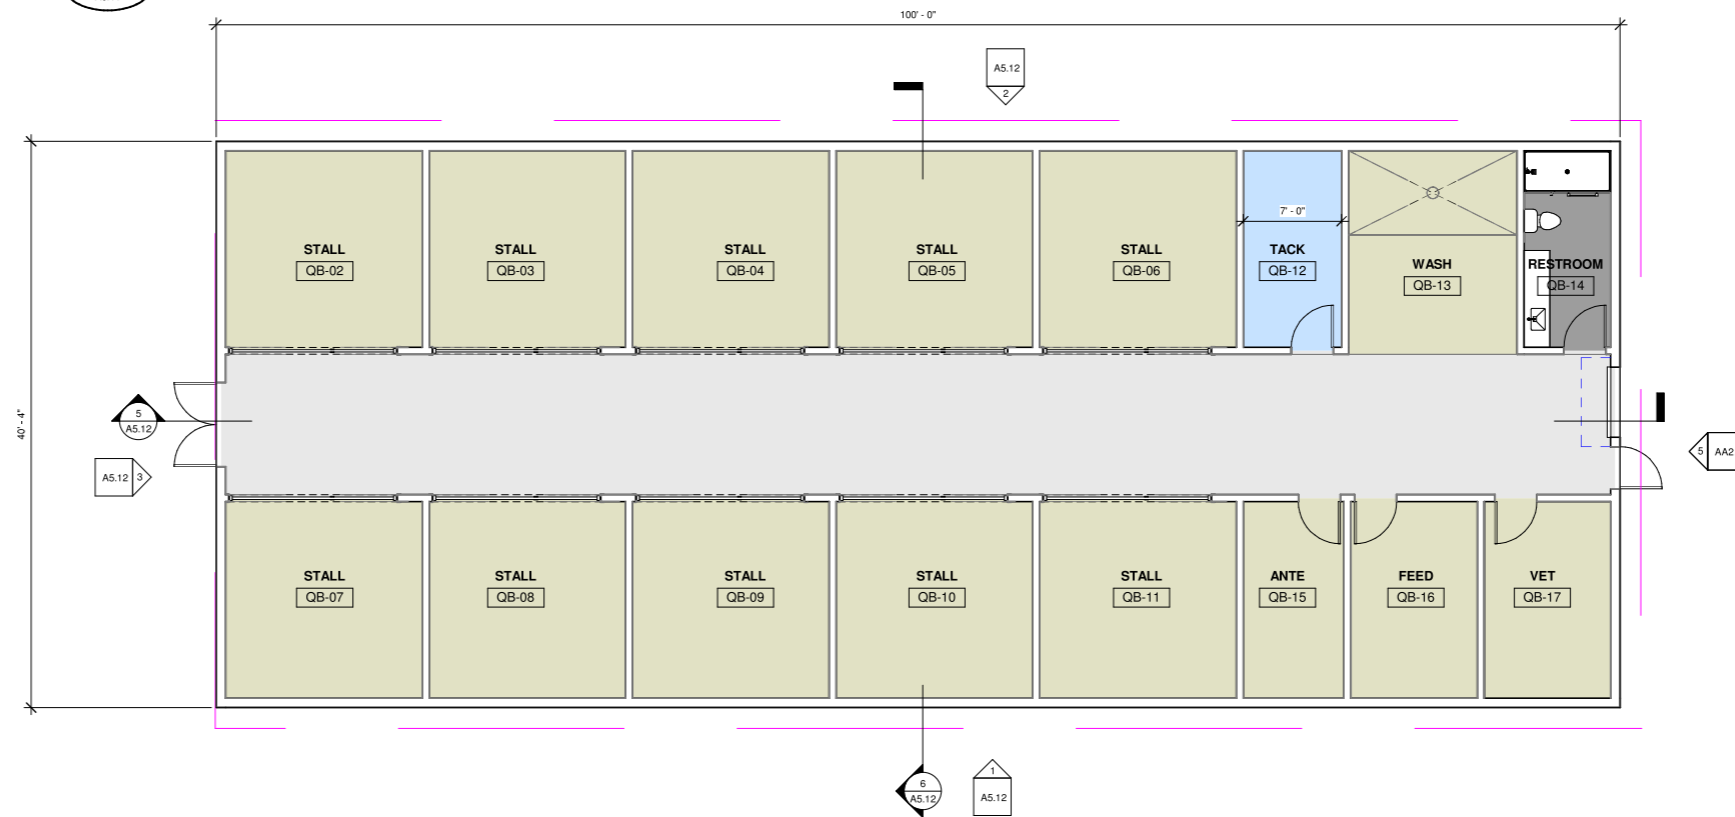 100' - 0"
A5.12
2
7' - 0"
STALL
QB-02
STALL
QB-03
STALL
QB-04
STALL
QB-05
STALL
QB-06
TACK
QB-12
WASH
QB-13
RESTROOM
QB-14
40' - 4"
5
A5.12
A5.12 3
5 AA2
STALL
QB-07
STALL
QB-08
STALL
QB-09
STALL
QB-10
STALL
QB-11
ANTE
QB-15
FEED
QB-16
VET
QB-17
6
A5.12
1
A5.12